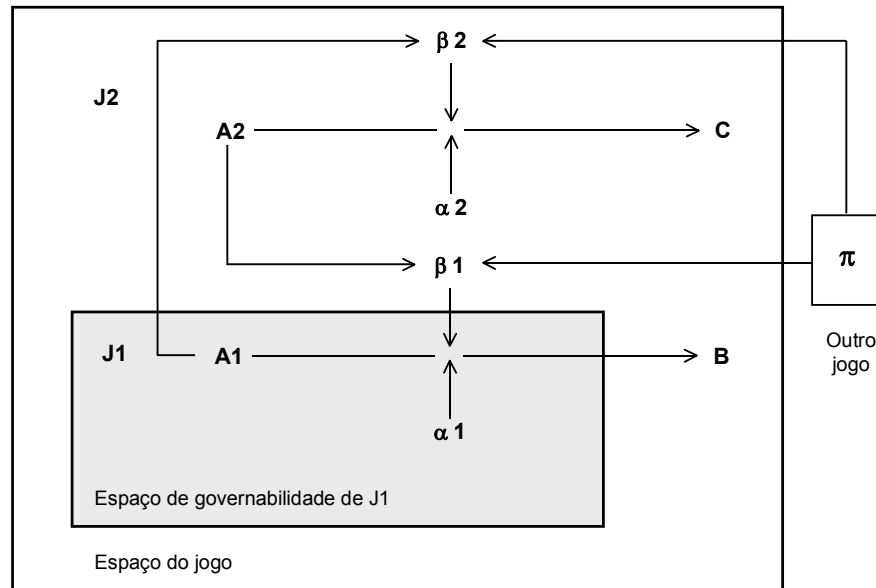 β 2
J2
A2
C
α 2
β 1
π
Outro
jogo
J1
A1
B
α 1
Espaço de governabilidade de J1
Espaço do jogo